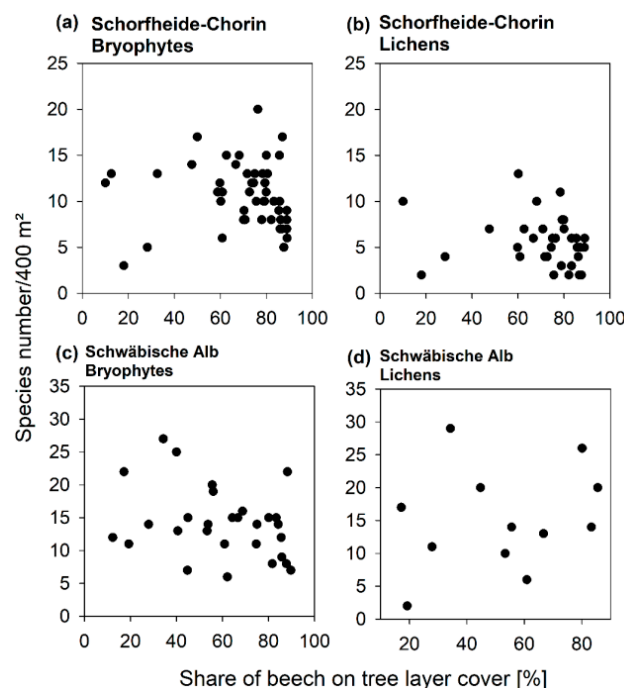 (a) Schorfheide-Chorin
Bryophytes
(b) Schorfheide-Chorin
Lichens
25
20
15
10
5
0
0 20 40 60 80 100
25
20
15
10
5
0
0 20 40 60 80 100
(c) Schwäbische Alb
Bryophytes
(d) Schwäbische Alb
Lichens
35
30
25
20
15
10
5
0
0 20 40 60 80 100
35
30
25
20
15
10
5
0
20 40 60 80
Species number/400 m²
Share of beech on tree layer cover [%]